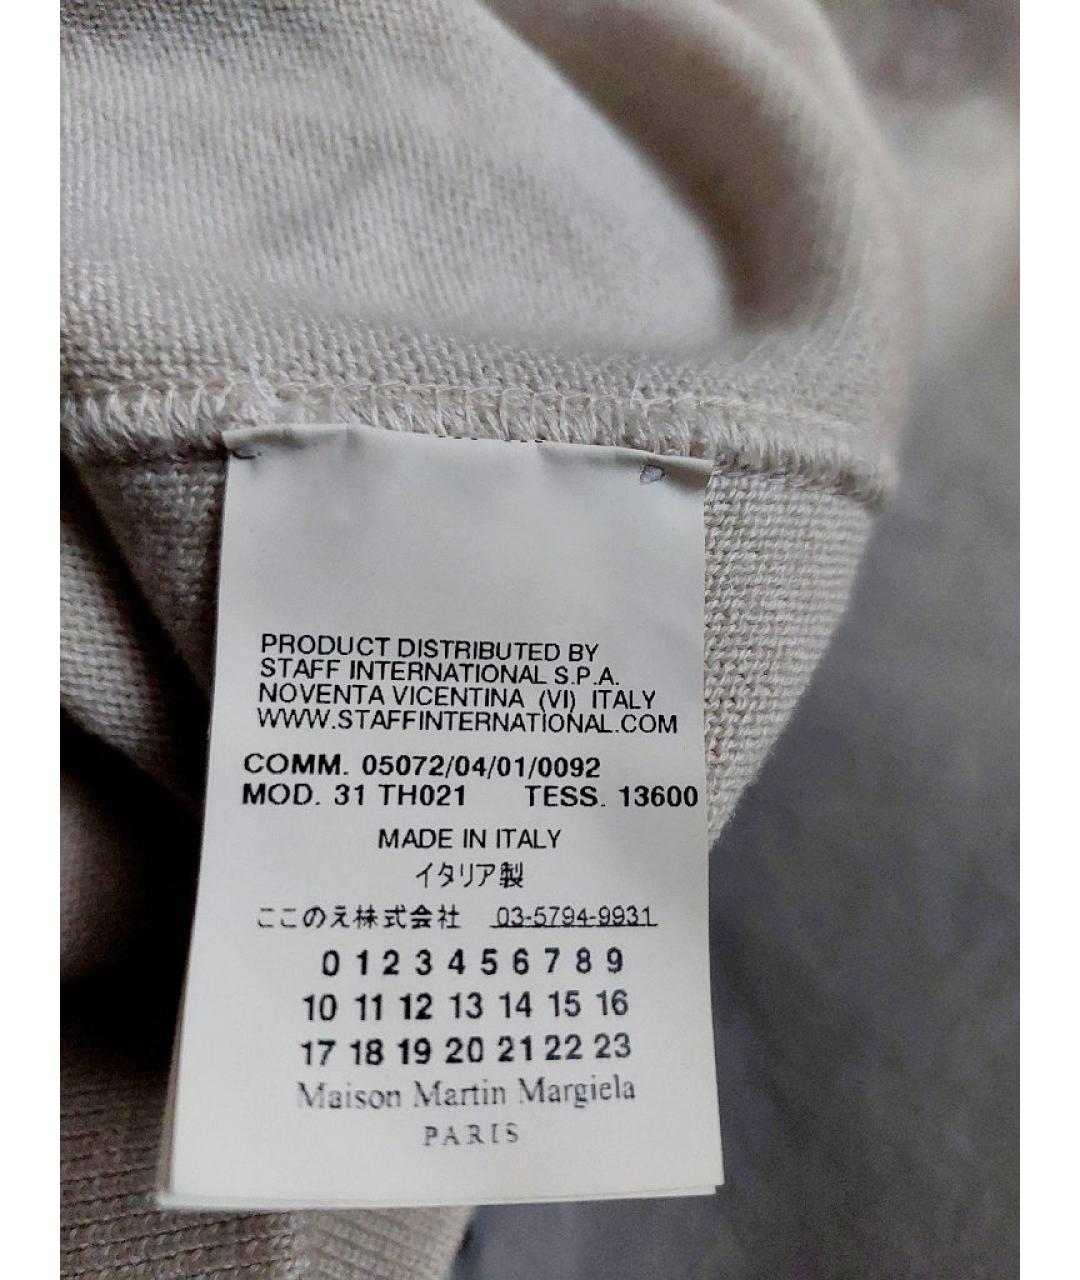 PRODUCT DISTRIBUTED BY
STAFF INTERNATIONAL S.P.A.
NOVENTA VICENTINA (VI) ITALY
WWW.STAFFINTERNATIONAL.COM
COMM. 05072/04/01/0092
MOD. 31 TH021 TESS. 13600
MADE IN ITALY
イタリア製
ここのえ株式会社 03-5794-9931
0 1 2 3 4 5 6 7 8 9
10 11 12 13 14 15 16
17 18 19 20 21 22 23
Maison Martin Margiela
PARIS